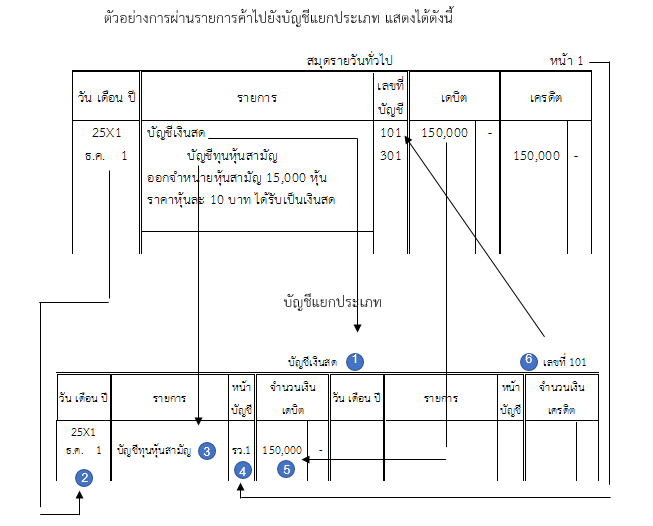 ตัวอย่างการผ่านรายการค้าไปยังบัญชีแยกประเภท แสดงได้ดังนี้
สมุดรายวันทั่วไป หน้า 1
วัน เดือน ปี รายการ เลขที่บัญชี เดบิต เครดิต
25X1 บัญชีเงินสด 101 150,000 -
ธ.ค. 1 บัญชีทุนหุ้นสามัญ 301 150,000 -
ออกจำหน่ายหุ้นสามัญ 15,000 หุ้น
ราคาหุ้นละ 10 บาท ได้รับเป็นเงินสด
บัญชีแยกประเภท
บัญชีเงินสด 1 6 เลขที่ 101
วัน เดือน ปี รายการ หน้าบัญชี จำนวนเงินเดบิต วัน เดือน ปี รายการ หน้าบัญชี จำนวนเงินเครดิต
25X1
ธ.ค. 1 บัญชีทุนหุ้นสามัญ 3 รว.1 150,000 -
2 4 5